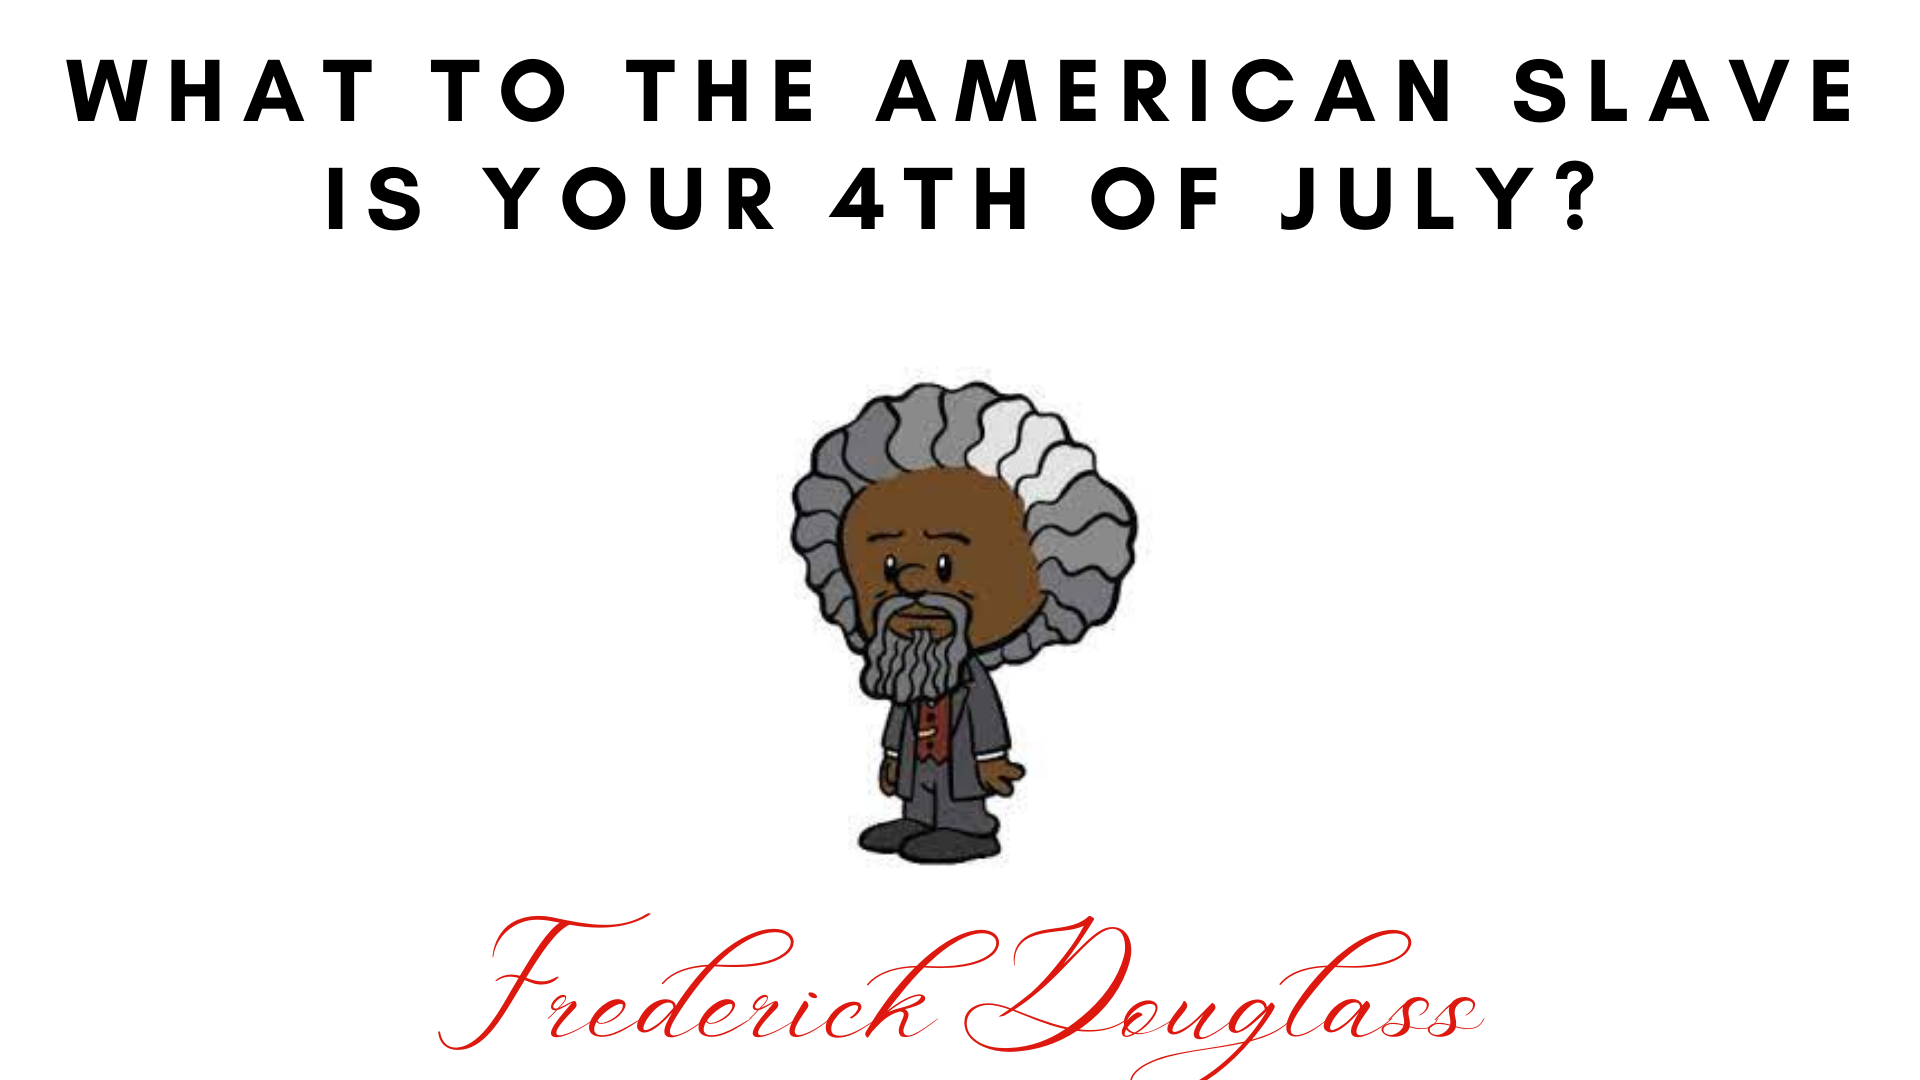 WHAT TO THE AMERICAN SLAVE
IS YOUR 4TH OF JULY?
Frederick Douglass